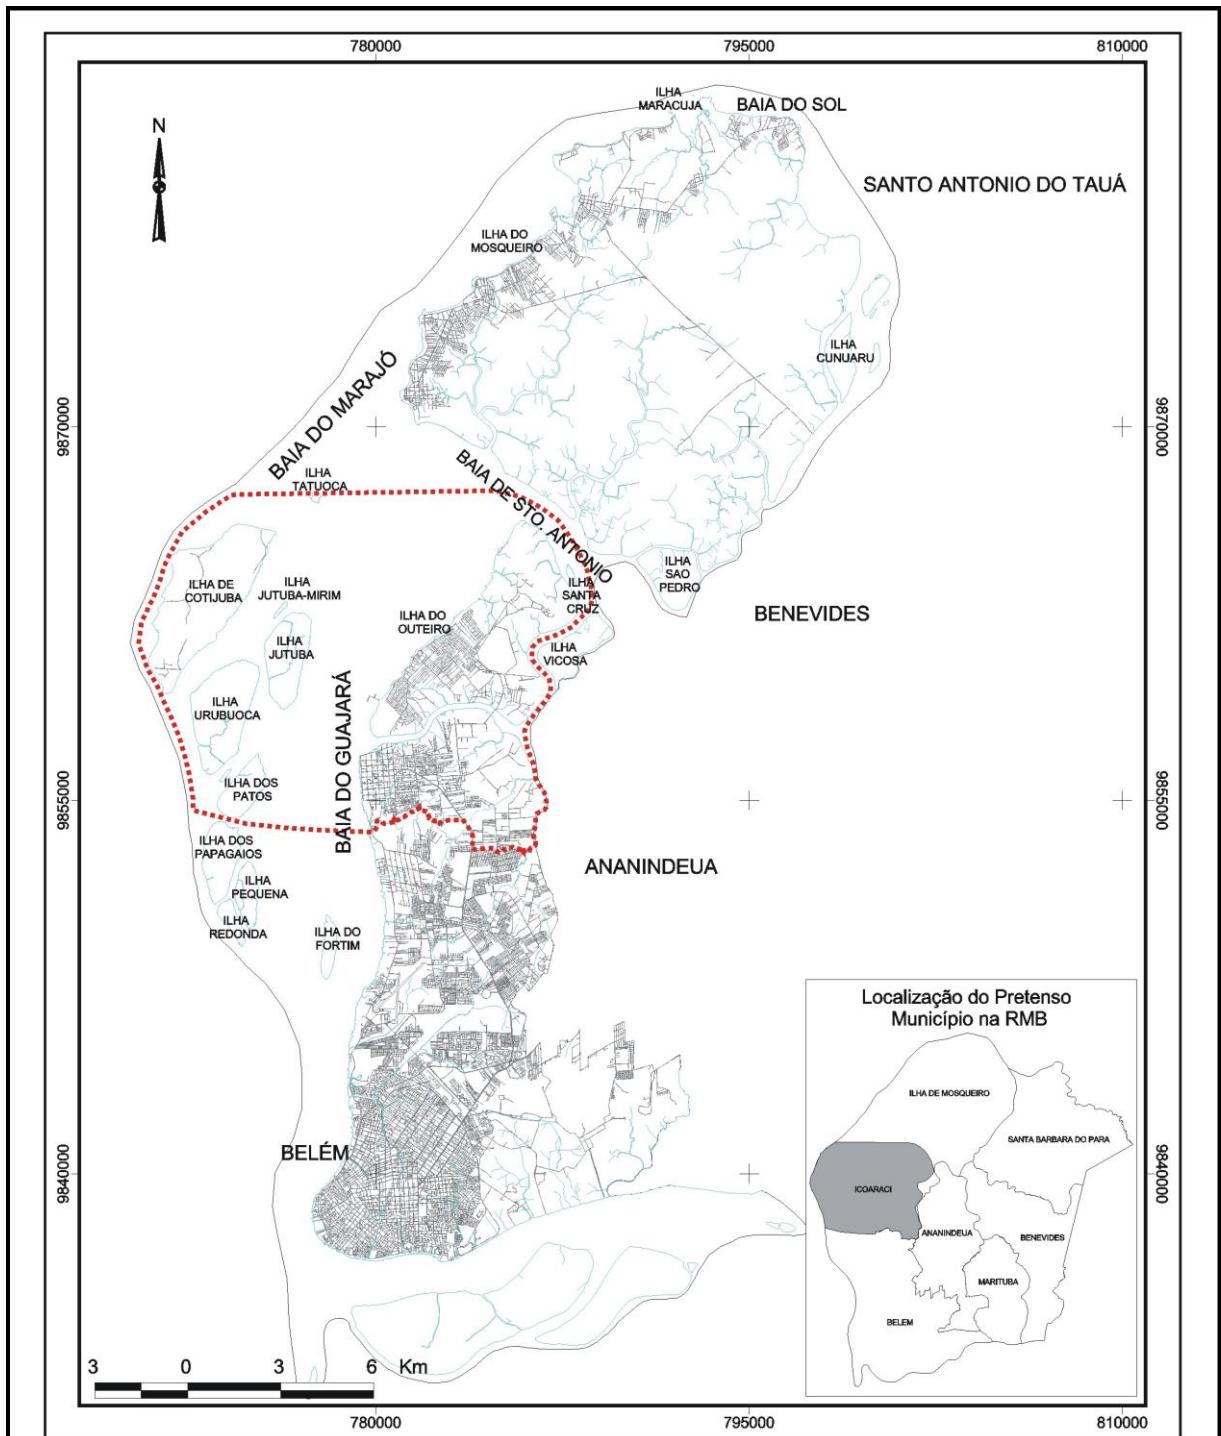 780000
795000
810000
ILHA
MARACUJA
BAIA DO SOL
N
SANTO ANTONIO DO TAUÁ
ILHA DO
MOSQUEIRO
ILHA
CUNUARU
BAIA DO MARAJÓ
9870000
9870000
BAIA DE STO. ANTONIO
ILHA
TATUOCA
ILHA
SAO
PEDRO
ILHA DE
COTIJUBA
ILHA
JUTUBA-MIRIM
ILHA
SANTA
CRUZ
BENEVIDES
ILHA DO
OUTEIRO
ILHA
JUTUBA
ILHA
VICOSA
ILHA
URUBUOCA
BAIA DO GUAJARÁ
ILHA DOS
PATOS
9855000
9855000
ILHA DOS
PAPAGAIOS
ANANINDEUA
ILHA
PEQUENA
ILHA
REDONDA
ILHA DO
FORTIM
Localização do Pretenso
Município na RMB
ILHA DE MOSQUEIRO
SANTA BARBARA DO PARA
BELÉM
9840000
9840000
ICOARACI
ANANINDEUA
BENEVIDES
MARITUBA
BELEM
3 0 3 6 Km
780000
795000
810000